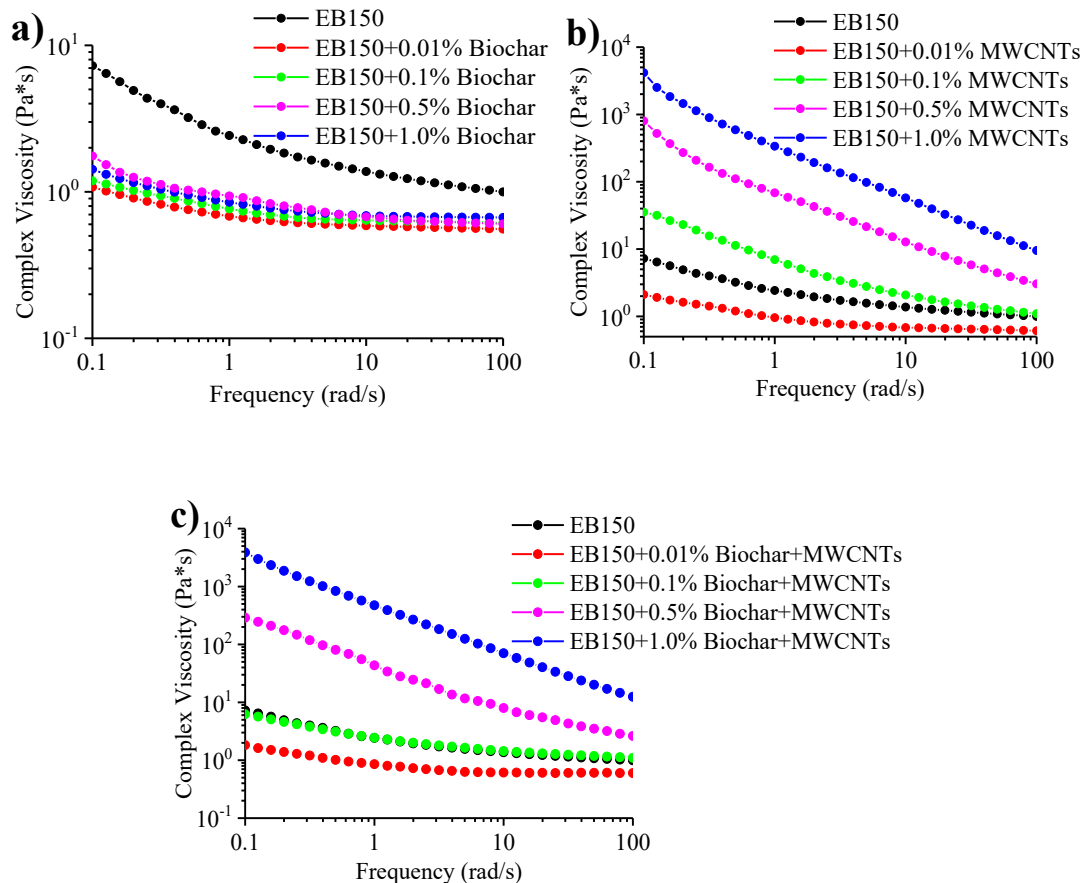 a)
EB150
EB150+0.01% Biochar
EB150+0.1% Biochar
EB150+0.5% Biochar
EB150+1.0% Biochar
Complex Viscosity (Pa*s)
10^1
10^0
10^-1
0.1 1 10 100
Frequency (rad/s)
b)
EB150
EB150+0.01% MWCNTs
EB150+0.1% MWCNTs
EB150+0.5% MWCNTs
EB150+1.0% MWCNTs
Complex Viscosity (Pa*s)
10^4
10^3
10^2
10^1
10^0
0.1 1 10 100
Frequency (rad/s)
c)
EB150
EB150+0.01% Biochar+MWCNTs
EB150+0.1% Biochar+MWCNTs
EB150+0.5% Biochar+MWCNTs
EB150+1.0% Biochar+MWCNTs
Complex Viscosity (Pa*s)
10^4
10^3
10^2
10^1
10^0
10^-1
0.1 1 10 100
Frequency (rad/s)